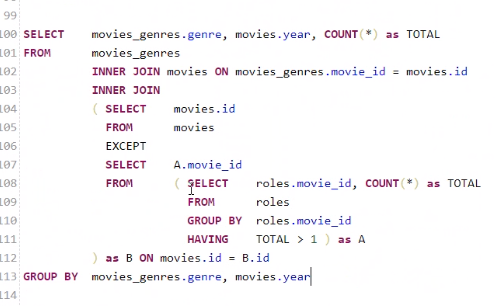 99
100 SELECT movies_genres.genre, movies.year, COUNT(*) as TOTAL
101 FROM movies_genres
102 INNER JOIN movies ON movies_genres.movie_id = movies.id
103 INNER JOIN
104 ( SELECT movies.id
105 FROM movies
106 EXCEPT
107 SELECT A.movie_id
108 FROM ( SELECT roles.movie_id, COUNT(*) as TOTAL
109 FROM roles
110 GROUP BY roles.movie_id
111 HAVING TOTAL > 1 ) as A
112 ) as B ON movies.id = B.id
113 GROUP BY movies_genres.genre, movies.year
114